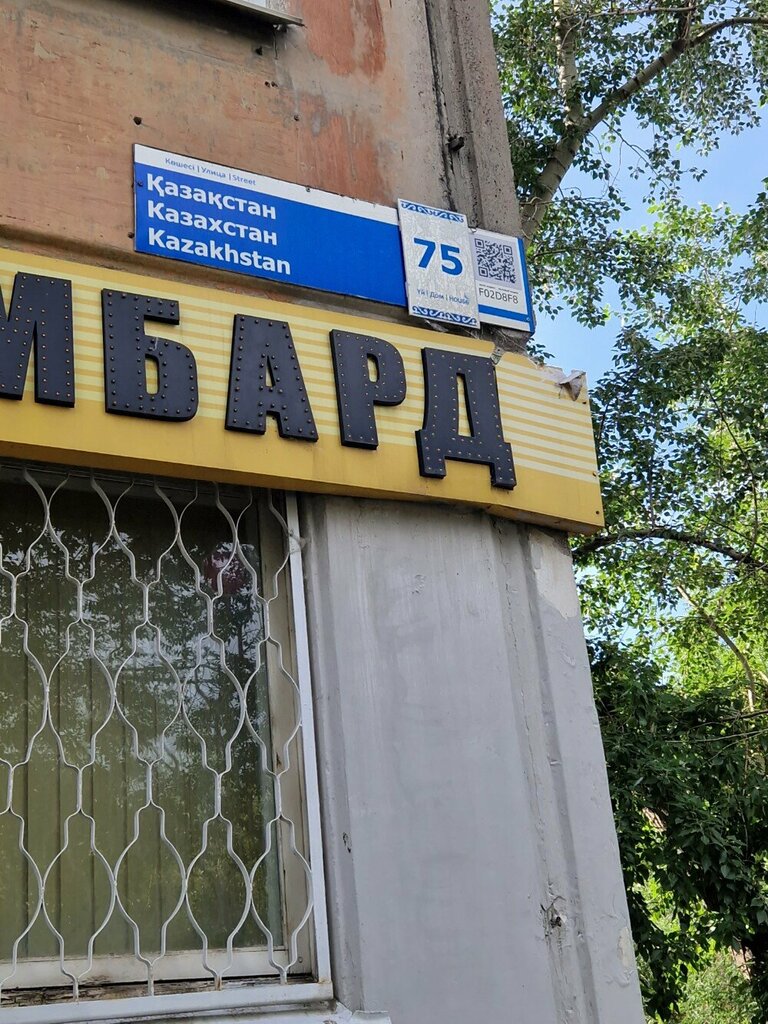 Көшесі | Улица | Street
Қазақстан
Казахстан
Kazakhstan
75
Үй | Дом | House
F02D8F8
МБАРД